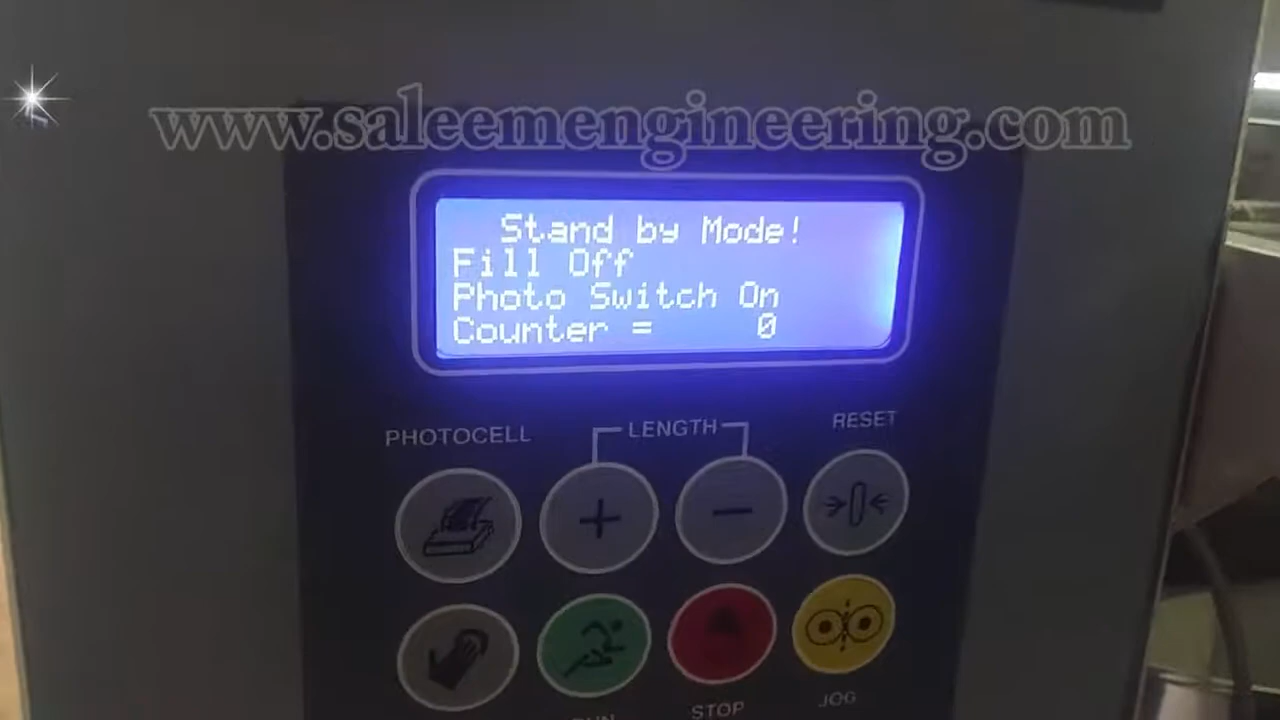 www.saleemengineering.com
Stand by Mode!
Fill Off
Photo Switch On
Counter = 0
PHOTOCELL
LENGTH
RESET
+
-
STOP
JOG